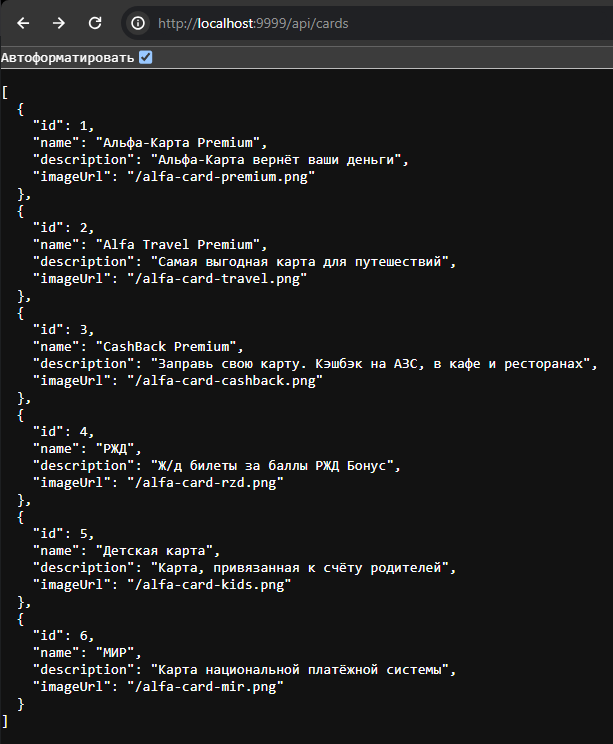 http://localhost:9999/api/cards
Автоформатировать
[
  {
    "id": 1,
    "name": "Альфа-Карта Premium",
    "description": "Альфа-Карта вернёт ваши деньги",
    "imageUrl": "/alfa-card-premium.png"
  },
  {
    "id": 2,
    "name": "Alfa Travel Premium",
    "description": "Самая выгодная карта для путешествий",
    "imageUrl": "/alfa-card-travel.png"
  },
  {
    "id": 3,
    "name": "CashBack Premium",
    "description": "Заправь свою карту. Кэшбэк на АЗС, в кафе и ресторанах",
    "imageUrl": "/alfa-card-cashback.png"
  },
  {
    "id": 4,
    "name": "РЖД",
    "description": "Ж/д билеты за баллы РЖД Бонус",
    "imageUrl": "/alfa-card-rzd.png"
  },
  {
    "id": 5,
    "name": "Детская карта",
    "description": "Карта, привязанная к счёту родителей",
    "imageUrl": "/alfa-card-kids.png"
  },
  {
    "id": 6,
    "name": "МИР",
    "description": "Карта национальной платёжной системы",
    "imageUrl": "/alfa-card-mir.png"
  }
]